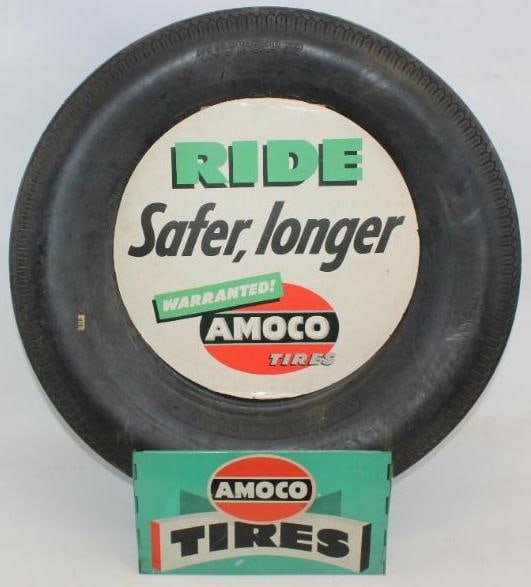 RIDE
Safer, longer
WARRANTED!
AMOCO
TIRES
AMOCO
TIRES